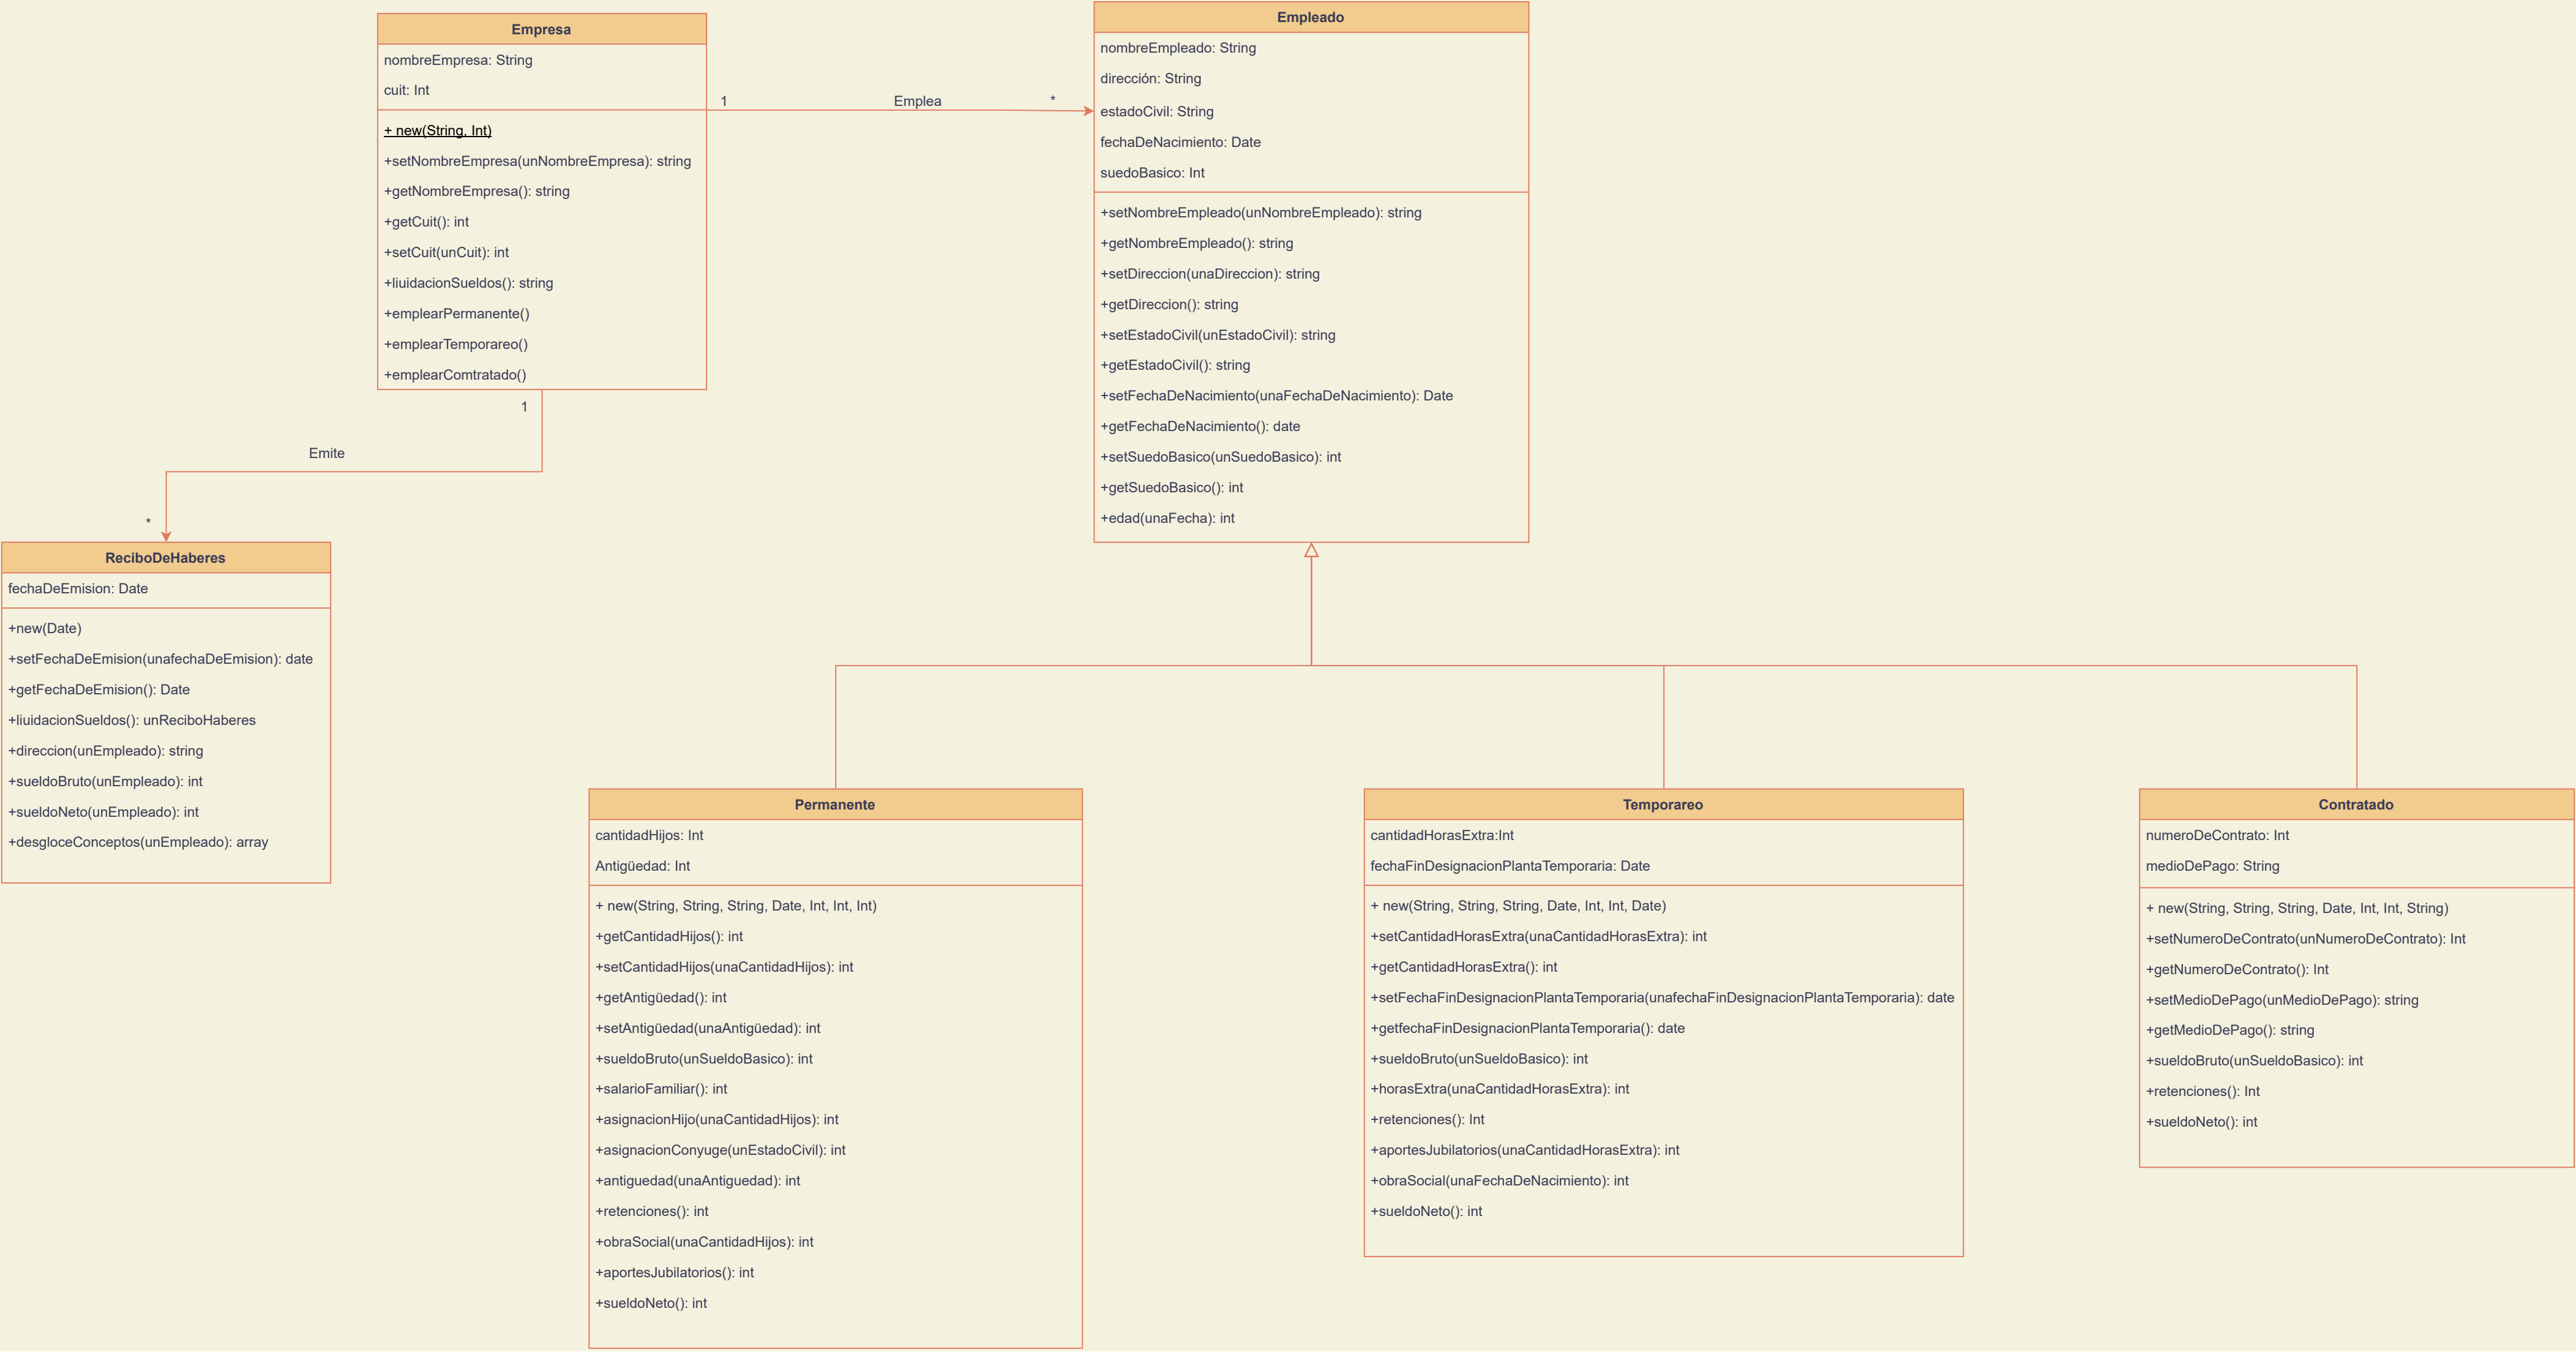 Empresa
nombreEmpresa: String
cuit: Int
+ new(String, Int)
+setNombreEmpresa(unNombreEmpresa): string
+getNombreEmpresa(): string
+getCuit(): int
+setCuit(unCuit): int
+liuidacionSueldos(): string
+emplearPermanente()
+emplearTemporareo()
+emplearComtratado()
1
Emplea
*
Empleado
nombreEmpleado: String
dirección: String
estadoCivil: String
fechaDeNacimiento: Date
suedoBasico: Int
+setNombreEmpleado(unNombreEmpleado): string
+getNombreEmpleado(): string
+setDireccion(unaDireccion): string
+getDireccion(): string
+setEstadoCivil(unEstadoCivil): string
+getEstadoCivil(): string
+setFechaDeNacimiento(unaFechaDeNacimiento): Date
+getFechaDeNacimiento(): date
+setSuedoBasico(unSuedoBasico): int
+getSuedoBasico(): int
+edad(unaFecha): int
1
Emite
*
ReciboDeHaberes
fechaDeEmision: Date
+new(Date)
+setFechaDeEmision(unafechaDeEmision): date
+getFechaDeEmision(): Date
+liuidacionSueldos(): unReciboHaberes
+direccion(unEmpleado): string
+sueldoBruto(unEmpleado): int
+sueldoNeto(unEmpleado): int
+desgloceConceptos(unEmpleado): array
Permanente
cantidadHijos: Int
Antigüedad: Int
+ new(String, String, String, Date, Int, Int, Int)
+getCantidadHijos(): int
+setCantidadHijos(unaCantidadHijos): int
+getAntigüedad(): int
+setAntigüedad(unaAntigüedad): int
+sueldoBruto(unSueldoBasico): int
+salarioFamiliar(): int
+asignacionHijo(unaCantidadHijos): int
+asignacionConyuge(unEstadoCivil): int
+antiguedad(unaAntiguedad): int
+retenciones(): int
+obraSocial(unaCantidadHijos): int
+aportesJubilatorios(): int
+sueldoNeto(): int
Temporareo
cantidadHorasExtra:Int
fechaFinDesignacionPlantaTemporaria: Date
+ new(String, String, String, Date, Int, Int, Date)
+setCantidadHorasExtra(unaCantidadHorasExtra): int
+getCantidadHorasExtra(): int
+setFechaFinDesignacionPlantaTemporaria(unafechaFinDesignacionPlantaTemporaria): date
+getfechaFinDesignacionPlantaTemporaria(): date
+sueldoBruto(unSueldoBasico): int
+horasExtra(unaCantidadHorasExtra): int
+retenciones(): Int
+aportesJubilatorios(unaCantidadHorasExtra): int
+obraSocial(unaFechaDeNacimiento): int
+sueldoNeto(): int
Contratado
numeroDeContrato: Int
medioDePago: String
+ new(String, String, String, Date, Int, Int, String)
+setNumeroDeContrato(unNumeroDeContrato): Int
+getNumeroDeContrato(): Int
+setMedioDePago(unMedioDePago): string
+getMedioDePago(): string
+sueldoBruto(unSueldoBasico): int
+retenciones(): Int
+sueldoNeto(): int